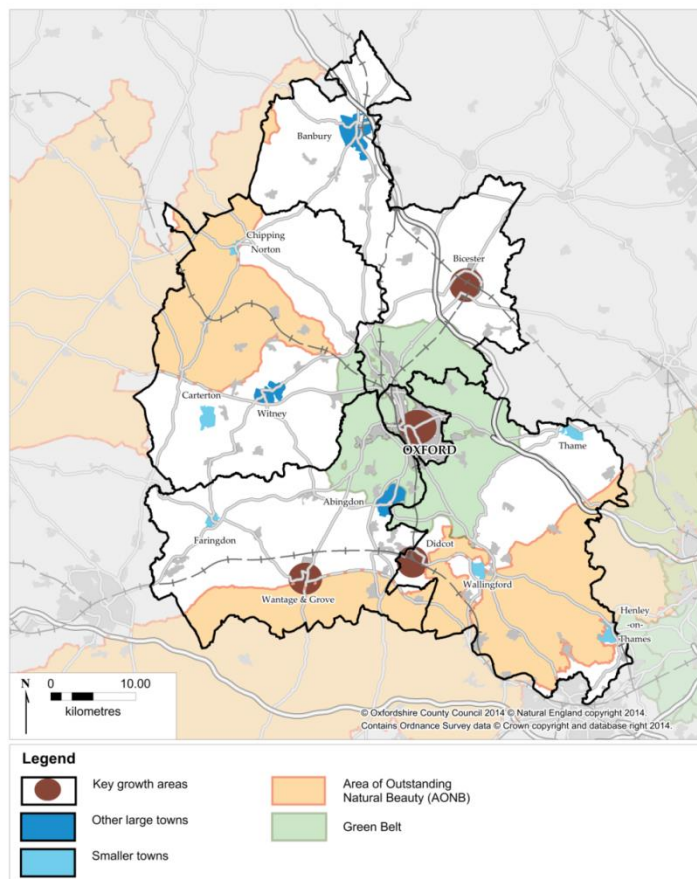 Banbury
Chipping
Norton
Bicester
Carterton
Witney
OXFORD
Thame
Abingdon
Faringdon
Didcot
Wallingford
Wantage & Grove
Henley
-on-
Thames
N
0 10.00
kilometres
© Oxfordshire County Council 2014 © Natural England copyright 2014.
Contains Ordnance Survey data © Crown copyright and database right 2014.
Legend
Key growth areas
Other large towns
Smaller towns
Area of Outstanding
Natural Beauty (AONB)
Green Belt